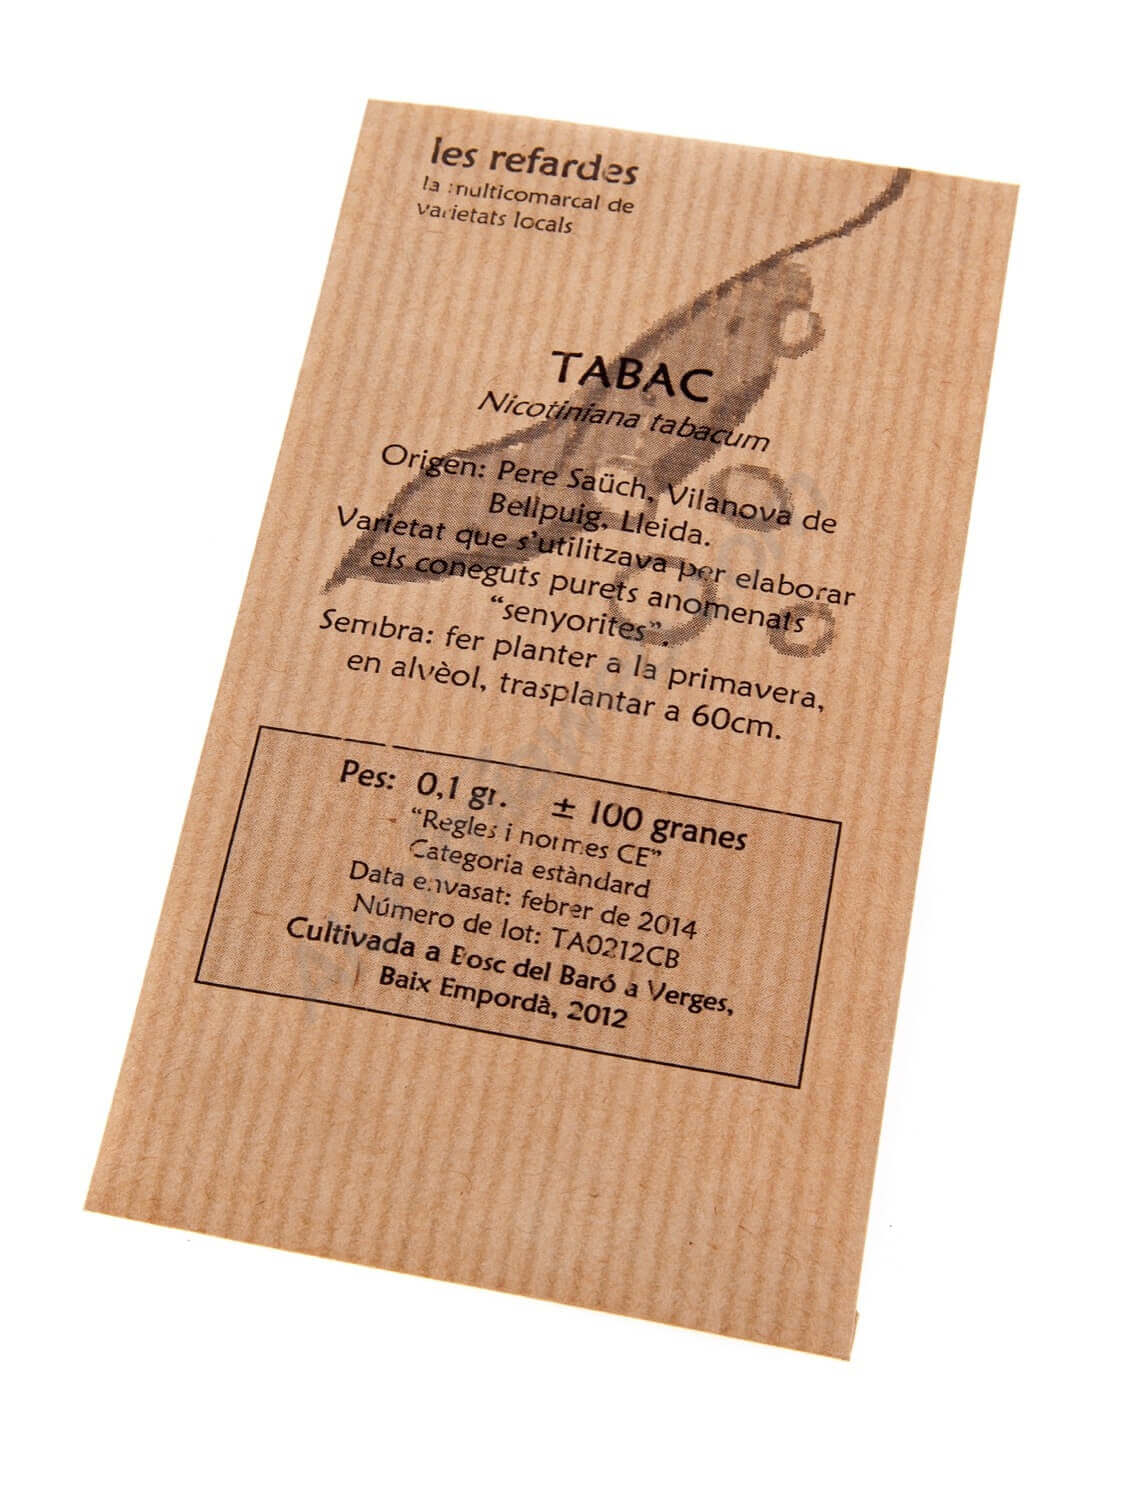 les refardes
la multicomarcal de
varietats locals
TABAC
Nicotiniana tabacum
Origen: Pere Saüch, Vilanova de
Bellpuig, Lleida.
Varietat que s'utilitzava per elaborar
els coneguts purets anomenats
“senyorites”.
Sembra: fer planter a la primavera,
en alvèol, trasplantar a 60cm.
Pes: 0,1 gr. ± 100 granes
“Regles i normes CE”
Categoria estàndard
Data envasat: febrer de 2014
Número de lot: TA0212CB
Cultivada a Bosc del Baró a Verges,
Baix Empordà, 2012